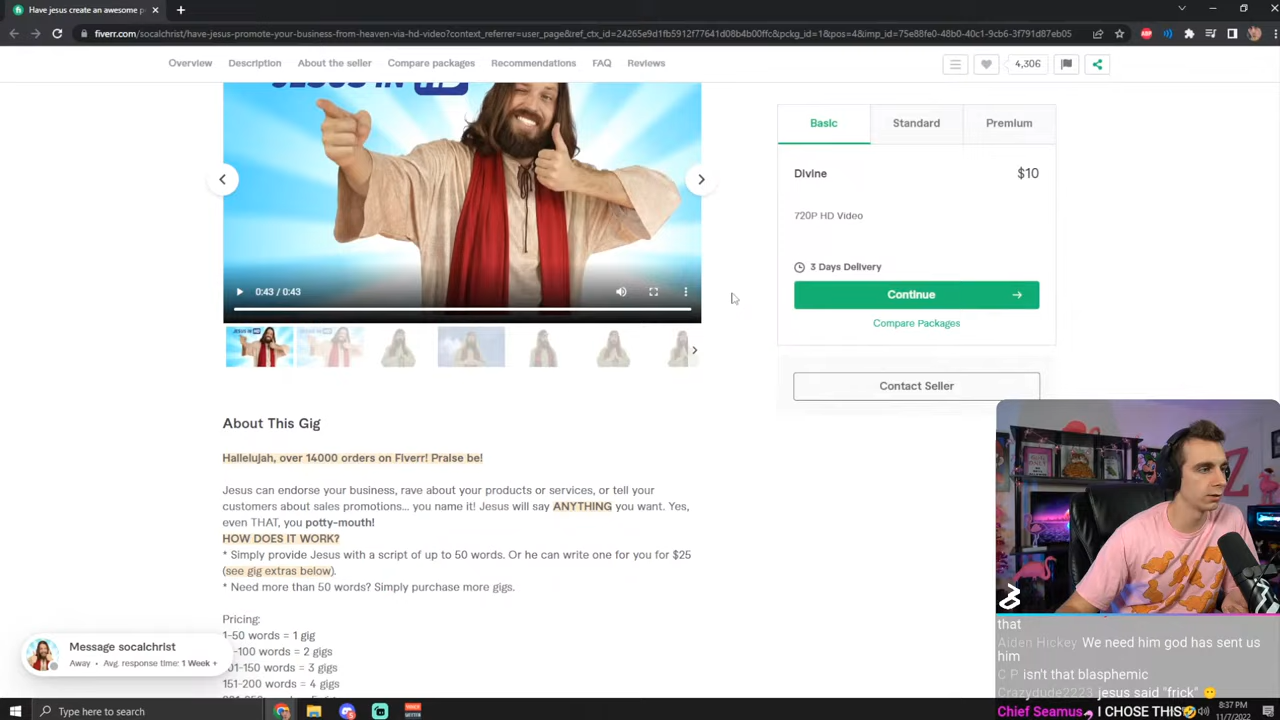 Have jesus create an awesome p
fiverr.com/socalchrist/have-jesus-promote-your-business-from-heaven-via-hd-video?context_referrer=user_page&ref_ctx_id=24265e9d1fb5912f77641d08b4b00ffc&pckg_id=1&pos=4&imp_id=75e88fe0-48b0-40c1-9cb6-3f791d87eb05
Overview Description About the seller Compare packages Recommendations FAQ Reviews 4,306
JESUS IN HD
Basic Standard Premium
Divine $10
720P HD Video
3 Days Delivery
0:43 / 0:43
Continue
Compare Packages
Contact Seller
About This Gig
Hallelujah, over 14000 orders on Fiverr! Praise be!
Jesus can endorse your business, rave about your products or services, or tell your
customers about sales promotions... you name it! Jesus will say ANYTHING you want. Yes,
even THAT, you potty-mouth!
HOW DOES IT WORK?
* Simply provide Jesus with a script of up to 50 words. Or he can write one for you for $25
(see gig extras below).
* Need more than 50 words? Simply purchase more gigs.
Pricing:
1-50 words = 1 gig
-100 words = 2 gigs
01-150 words = 3 gigs
151-200 words = 4 gigs
Message socalchrist
Away • Avg. response time: 1 Week +
that
Aiden Hickey We need him god has sent us
him
C P isn't that blasphemic
Crazydude2223 jesus said "frick"
Chief Seamus I CHOSE THIS
Type here to search
8:37 PM
11/7/2022